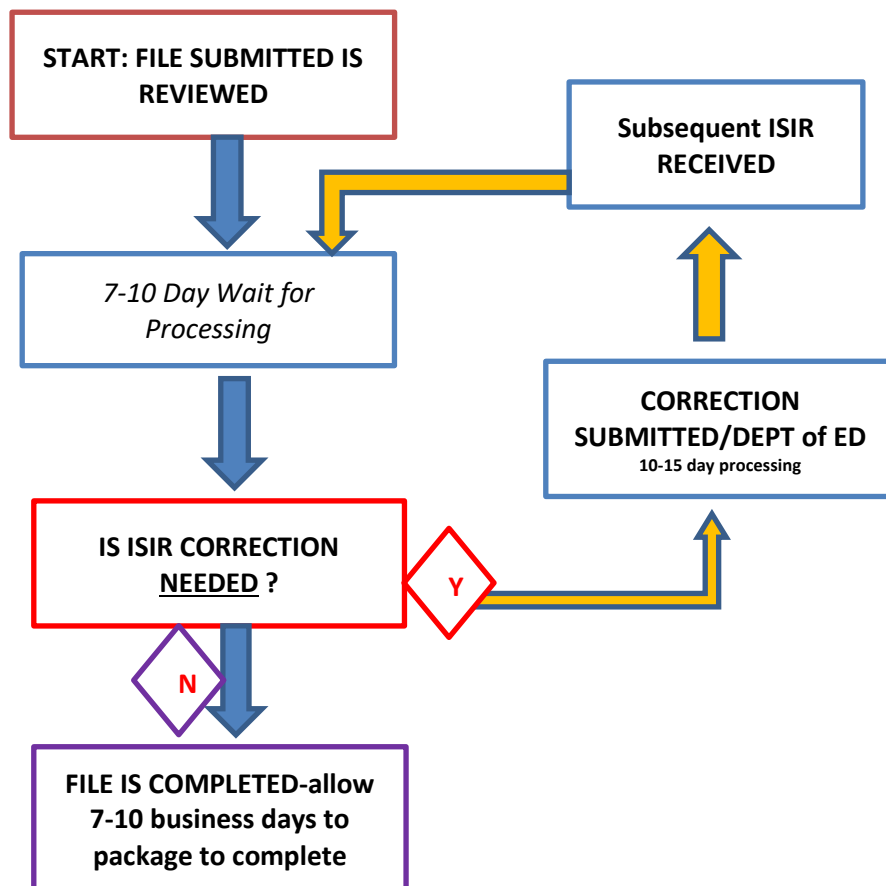 START: FILE SUBMITTED IS
REVIEWED
Subsequent ISIR
RECEIVED
7-10 Day Wait for
Processing
CORRECTION
SUBMITTED/DEPT of ED
10-15 day processing
IS ISIR CORRECTION
NEEDED ?
Y
N
FILE IS COMPLETED-allow
7-10 business days to
package to complete